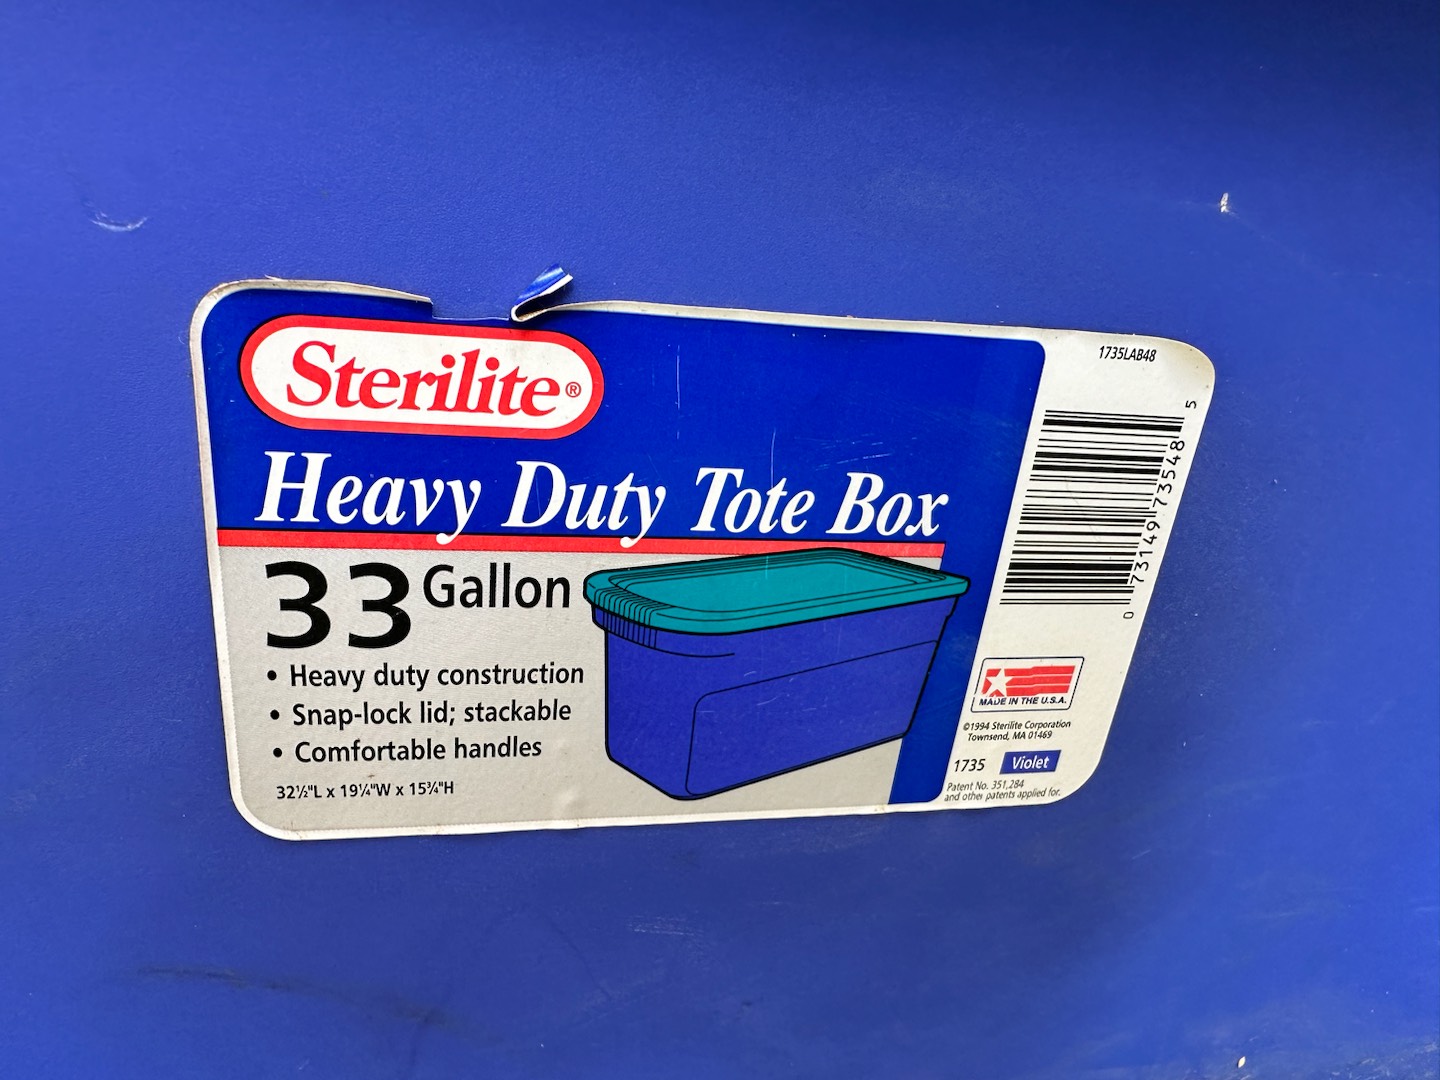 Sterilite®
Heavy Duty Tote Box
33 Gallon
• Heavy duty construction
• Snap-lock lid; stackable
• Comfortable handles
32½"L x 19¼"W x 15¾"H
1735LAB48
0 73149 73548 5
MADE IN THE U.S.A.
©1994 Sterilite Corporation
Townsend, MA 01469
1735 Violet
Patent No. 351,284
and other patents applied for.